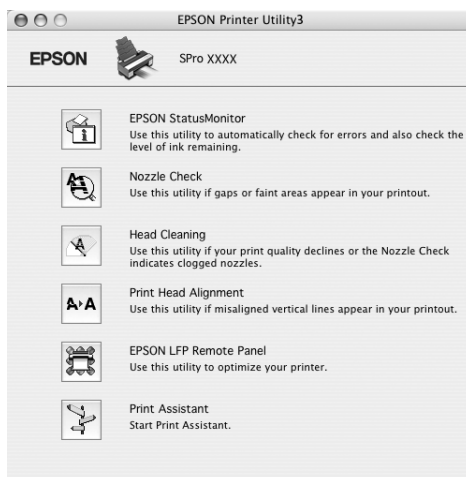 EPSON Printer Utility3
EPSON
SPro XXXX
EPSON StatusMonitor
Use this utility to automatically check for errors and also check the
level of ink remaining.
Nozzle Check
Use this utility if gaps or faint areas appear in your printout.
Head Cleaning
Use this utility if your print quality declines or the Nozzle Check
indicates clogged nozzles.
Print Head Alignment
A▸A
Use this utility if misaligned vertical lines appear in your printout.
EPSON LFP Remote Panel
Use this utility to optimize your printer.
Print Assistant
Start Print Assistant.